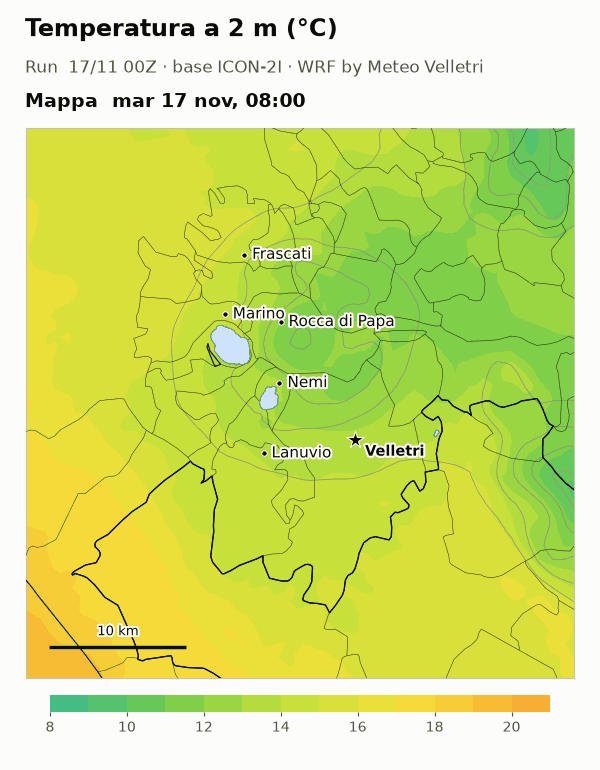 Temperatura a 2 m (°C)
Run  17/11 00Z · base ICON-2I · WRF by Meteo Velletri
Mappa  mar 17 nov, 08:00
Frascati
Marino
Rocca di Papa
Nemi
Velletri
Lanuvio
10 km
8 10 12 14 16 18 20